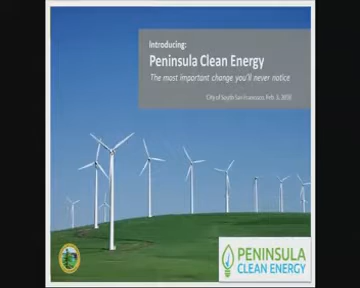 Introducing:
Peninsula Clean Energy
The most important change you'll never notice
City of South San Francisco, Feb. 3, 2016
PENINSULA
CLEAN ENERGY